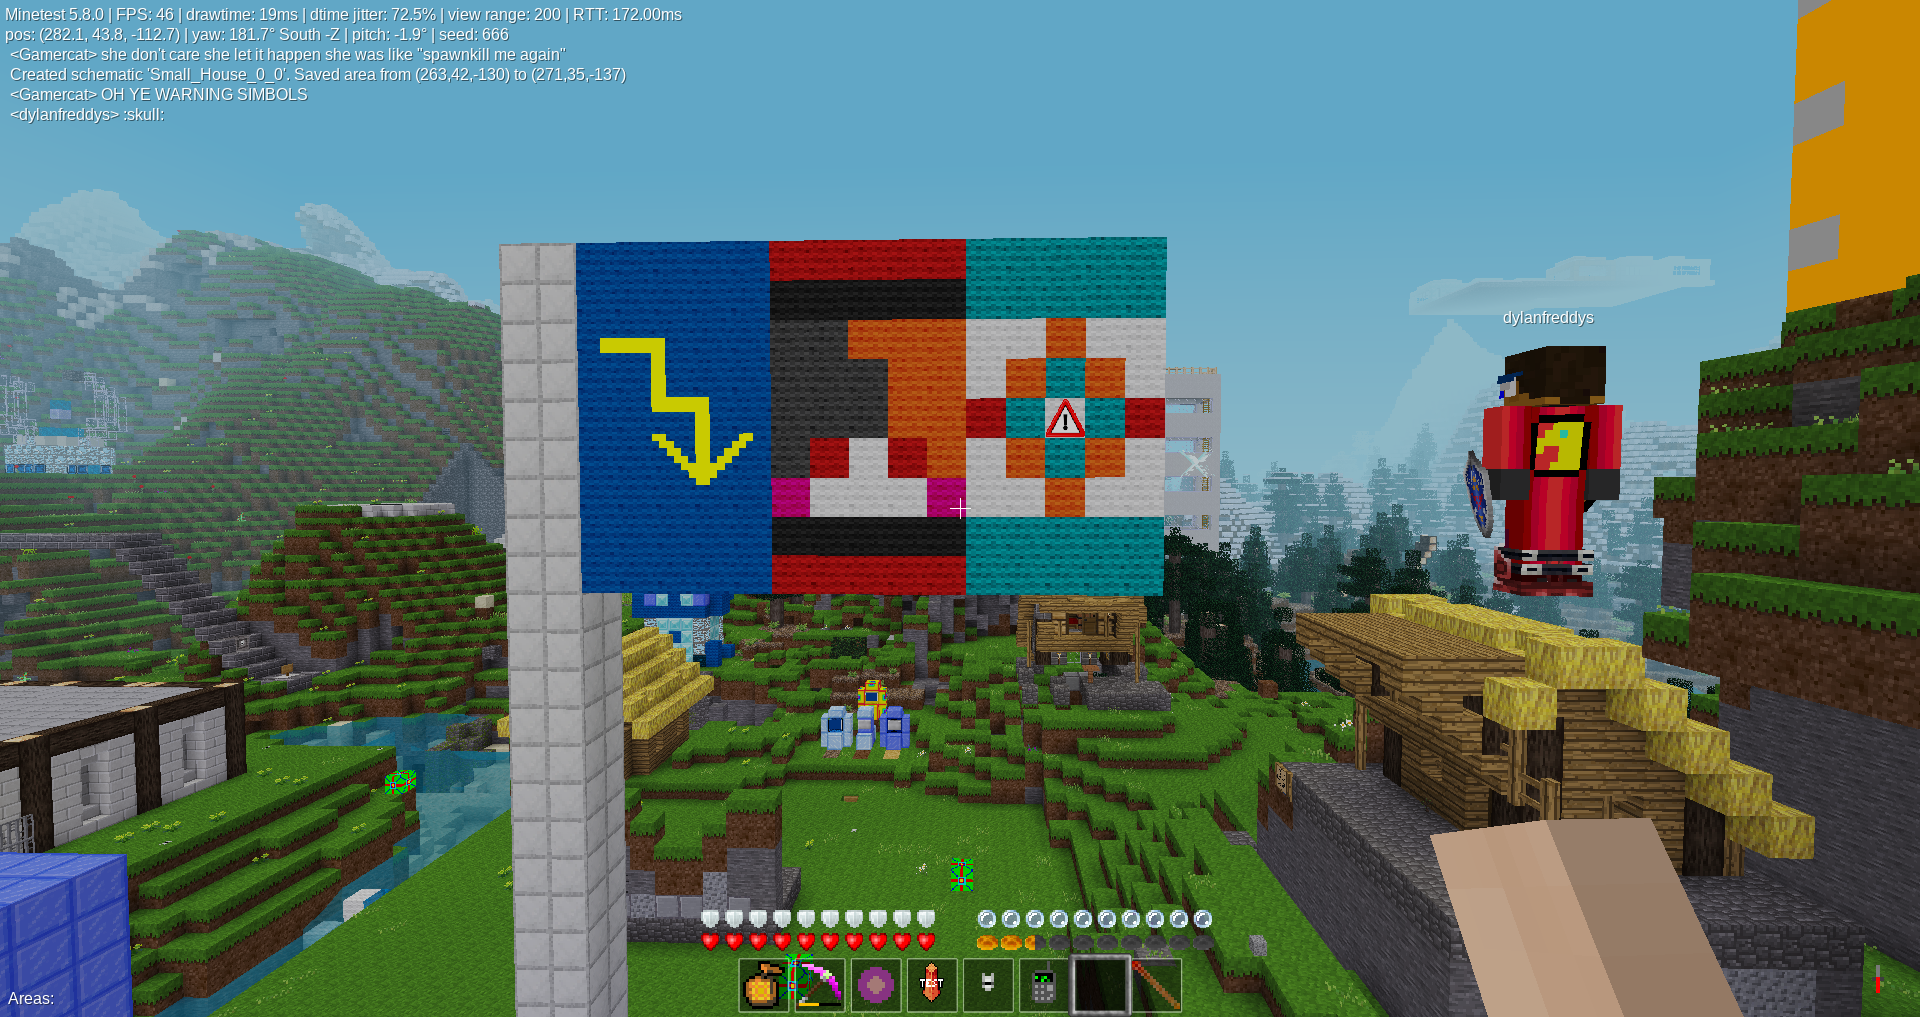 Minetest 5.8.0 | FPS: 46 | drawtime: 19ms | dtime jitter: 72.5% | view range: 200 | RTT: 172.00ms
pos: (282.1, 43.8, -112.7) | yaw: 181.7° South -Z | pitch: -1.9° | seed: 666
<Gamercat> she don't care she let it happen she was like "spawnkill me again"
Created schematic 'Small_House_0_0'. Saved area from (263,42,-130) to (271,35,-137)
<Gamercat> OH YE WARNING SIMBOLS
<dylanfreddys> :skull:
dylanfreddys
!
TEST
Areas: